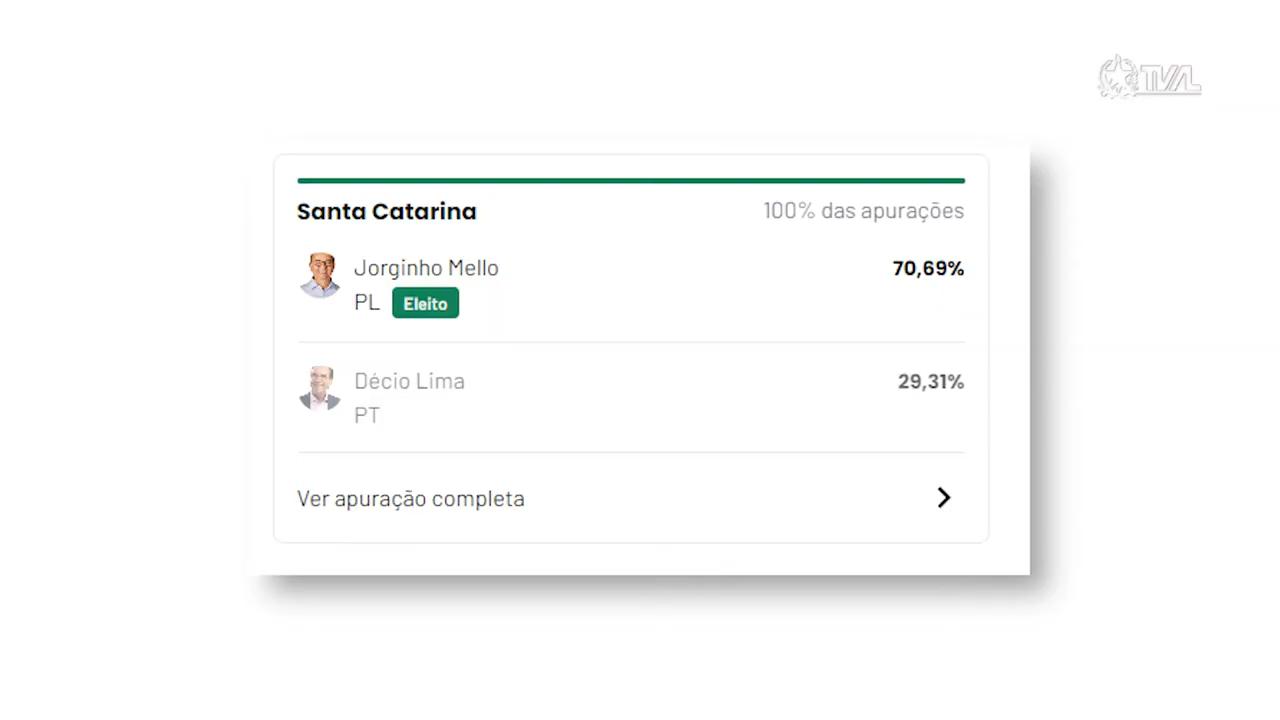 TVAL
Santa Catarina
100% das apurações
Jorginho Mello
70,69%
PL
Eleito
Décio Lima
29,31%
PT
Ver apuração completa